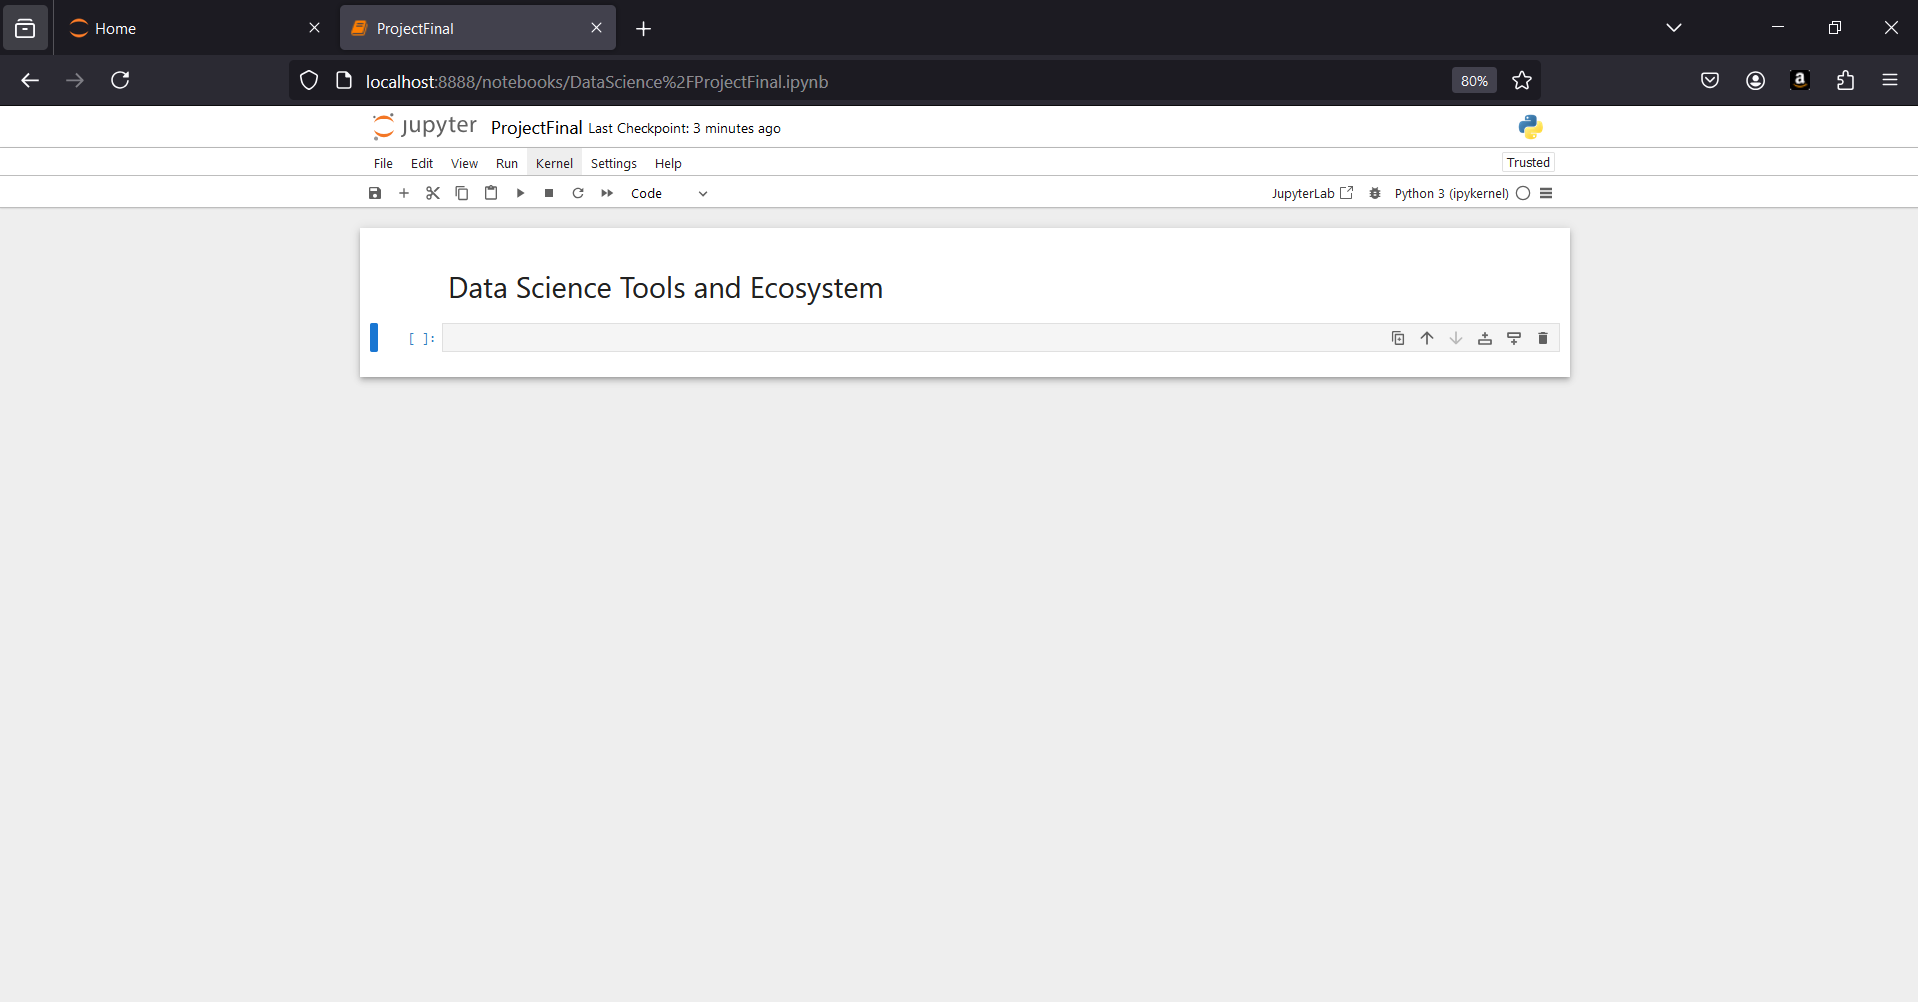 Home
ProjectFinal
localhost:8888/notebooks/DataScience%2FProjectFinal.ipynb
80%
jupyter ProjectFinal Last Checkpoint: 3 minutes ago
File Edit View Run Kernel Settings Help
Trusted
Code
JupyterLab
Python 3 (ipykernel)
Data Science Tools and Ecosystem
[ ]: